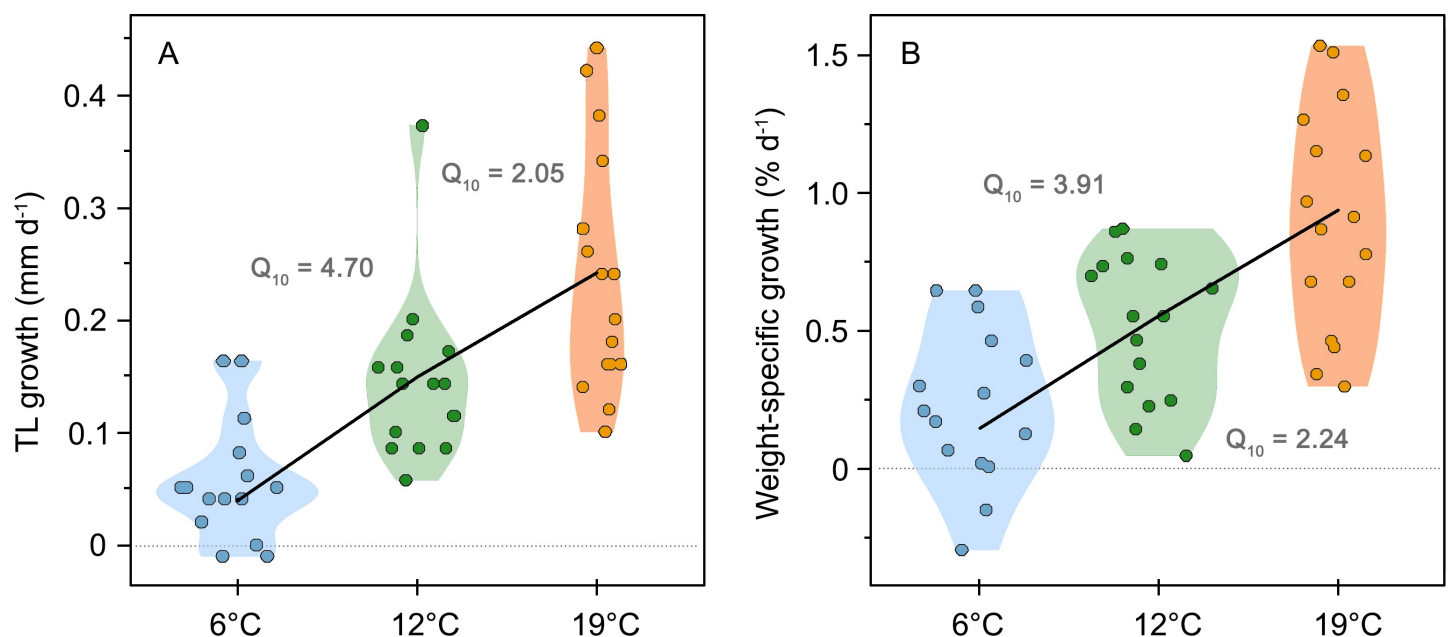 A
TL growth (mm d-1)
0.4
0.3
0.2
0.1
0
Q10 = 2.05
Q10 = 4.70
6°C
12°C
19°C
B
Weight-specific growth (% d-1)
1.5
1.0
0.5
0
Q10 = 3.91
Q10 = 2.24
6°C
12°C
19°C